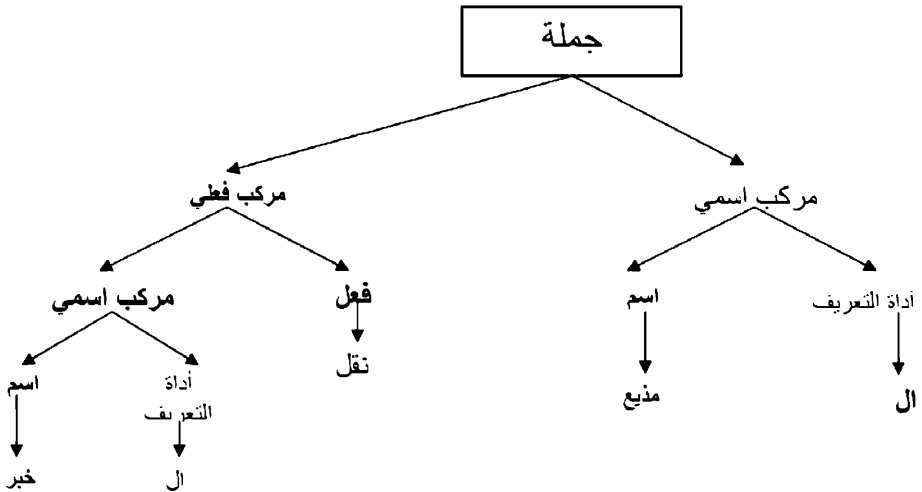 جملة
مركب اسمي
مركب فعلي
أداة التعريف
اسم
فعل
مركب اسمي
ال
مذيع
نقل
أداة
التعريف
اسم
ال
خبر